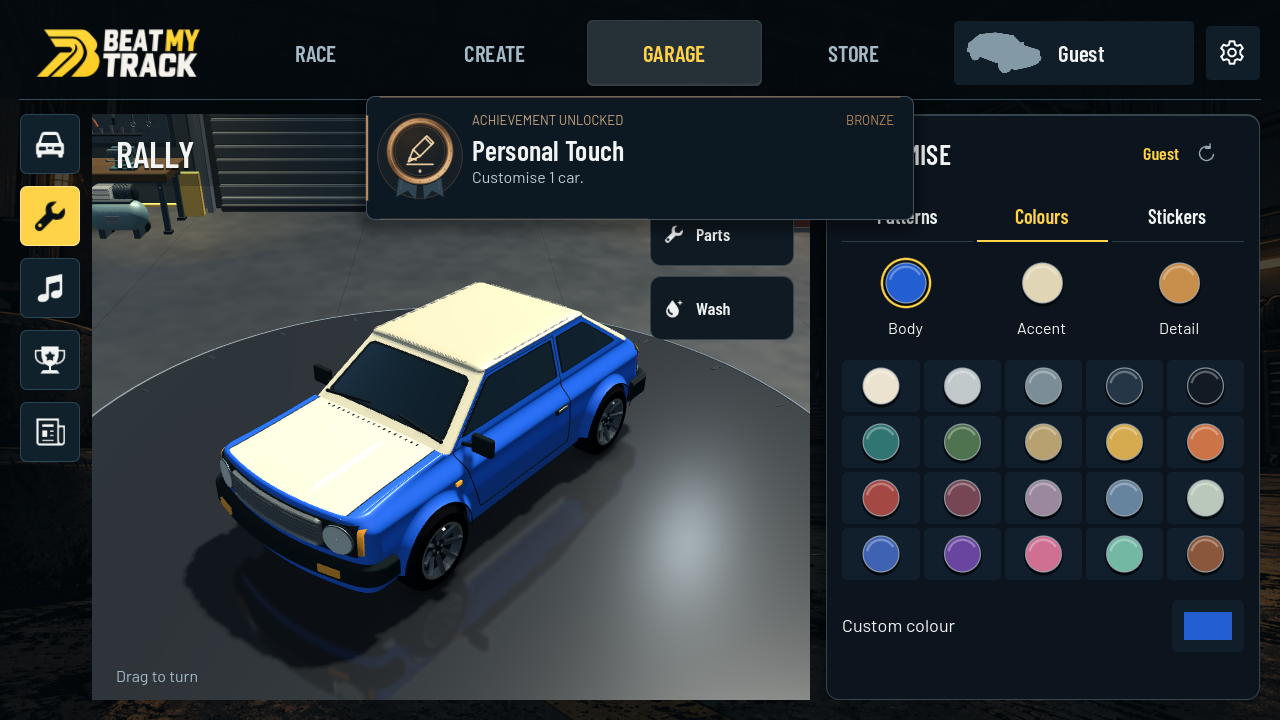 BEAT MY
TRACK
RACE
CREATE
GARAGE
STORE
Guest
ACHIEVEMENT UNLOCKED
BRONZE
Personal Touch
Customise 1 car.
RALLY
MISE
Guest
Patterns
Colours
Stickers
Parts
Wash
Body
Accent
Detail
Custom colour
Drag to turn